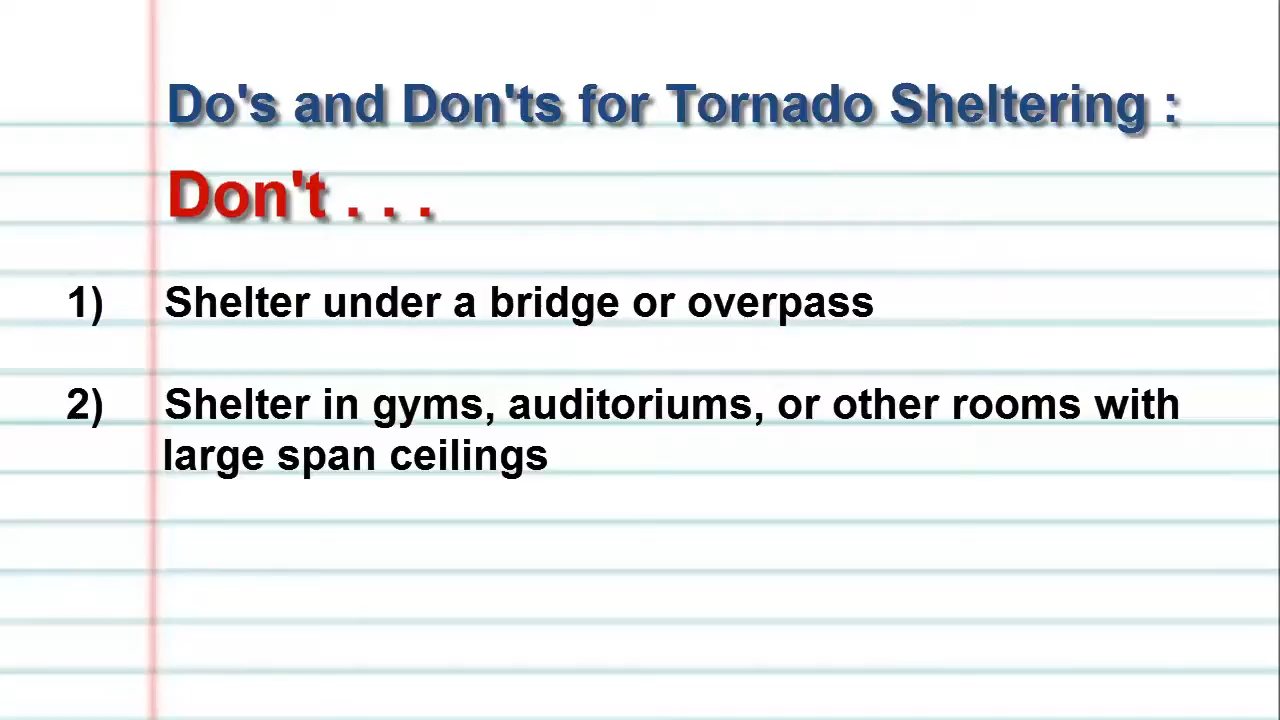 Do's and Don'ts for Tornado Sheltering :
Don't . . .
1) Shelter under a bridge or overpass
2) Shelter in gyms, auditoriums, or other rooms with
large span ceilings